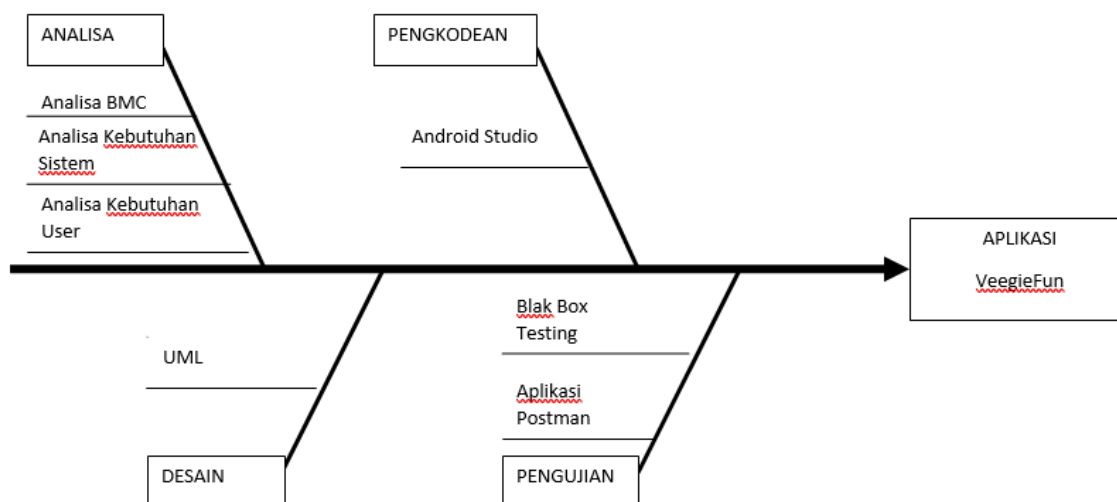 ANALISA
Analisa BMC
Analisa Kebutuhan
Sistem
Analisa Kebutuhan
User
PENGKODEAN
Android Studio
APLIKASI
VeegieFun
UML
DESAIN
Blak Box
Testing
Aplikasi
Postman
PENGUJIAN